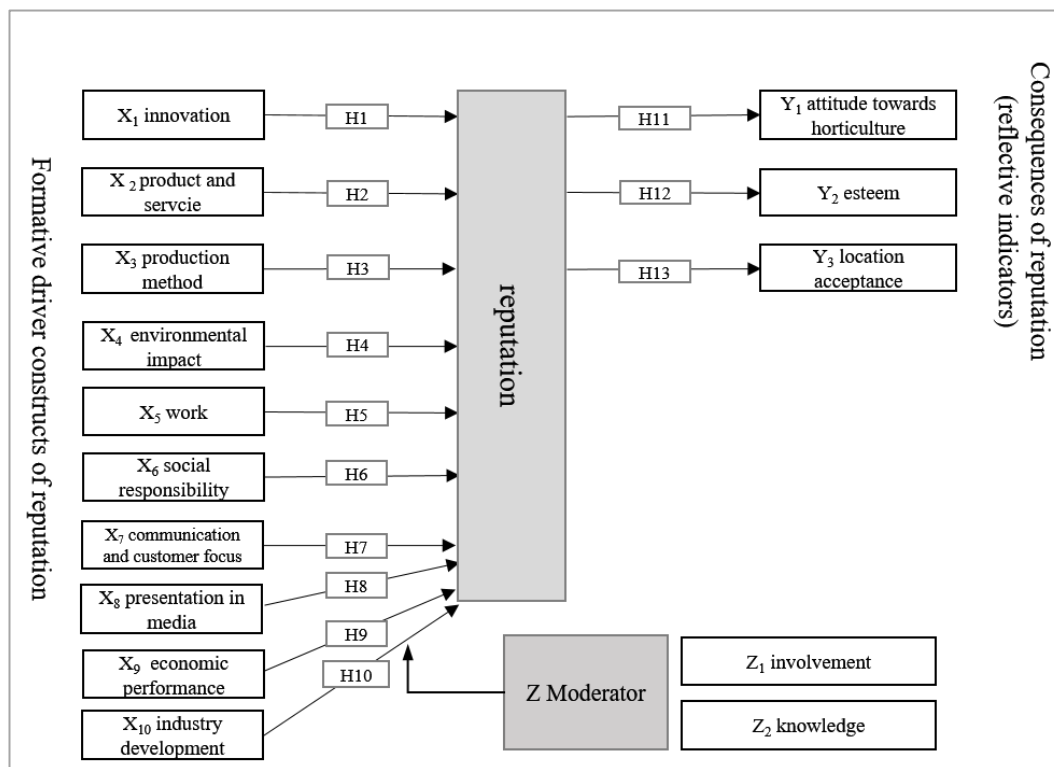 Formative driver constructs of reputation
X₁ innovation
H1
X ₂ product and
servcie
H2
X₃ production
method
H3
X₄ environmental
impact
H4
X₅ work
H5
X₆ social
responsibility
H6
X₇ communication
and customer focus
H7
X₈ presentation in
media
H8
X₉ economic
performance
H9
X₁₀ industry
development
H10
reputation
H11
Y₁ attitude towards
horticulture
H12
Y₂ esteem
H13
Y₃ location
acceptance
Consequences of reputation
(reflective indicators)
Z Moderator
Z₁ involvement
Z₂ knowledge